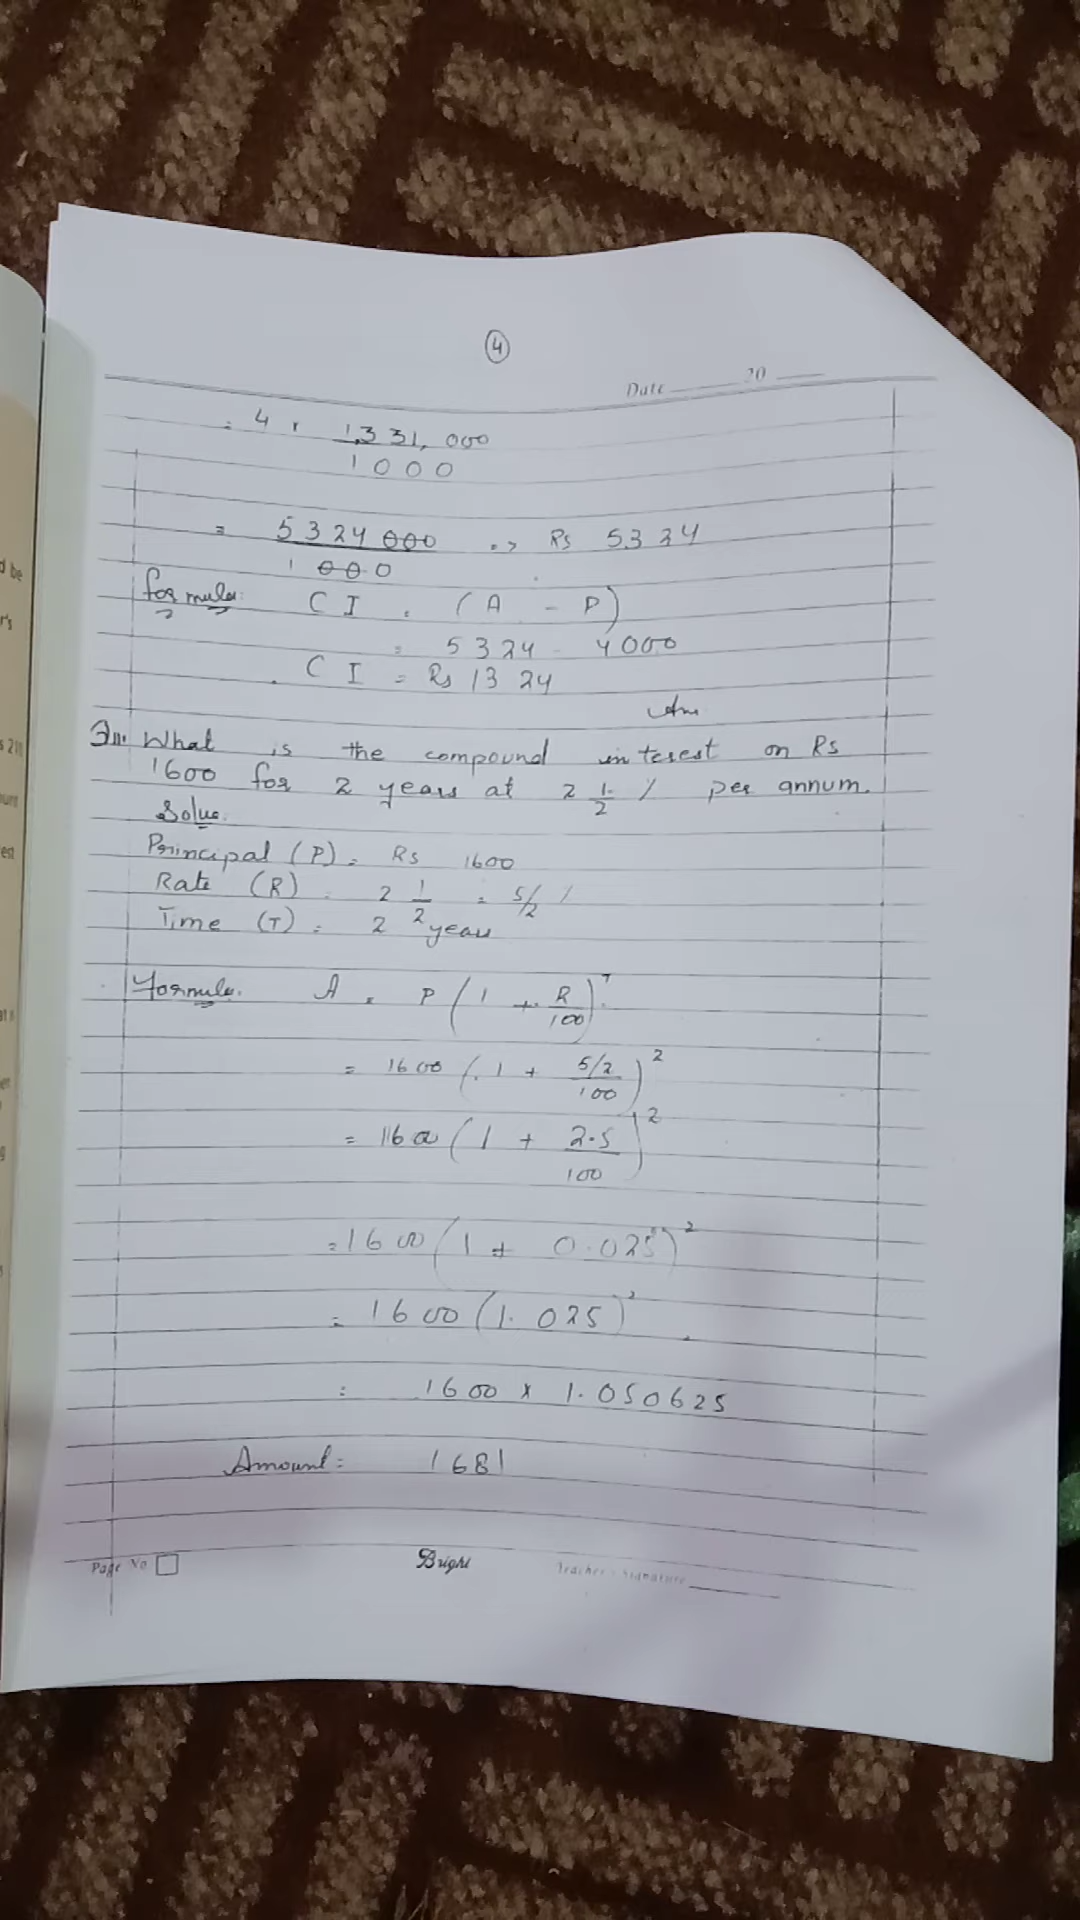 4
Date 20
= 4 × 1331,000
1000
= 5324000 => Rs 5324
1000
formula: CI = (A - P)
= 5324 - 4000
CI = Rs 1324
Ans
What is the compound interest on Rs
1600 for 2 years at 2 1/2 % per annum.
Solve.
Principal (P) = Rs 1600
Rate (R) = 2 1/2 = 5/2 %
Time (T) = 2 years
Formula. A = P (1 + R/100)^T
= 1600 (1 + 5/2/100)^2
= 1600 (1 + 2.5/100)^2
= 1600 (1 + 0.025)^2
= 1600 (1.025)^2
= 1600 × 1.050625
Amount = 1681
Page No Bright Teacher's Signature